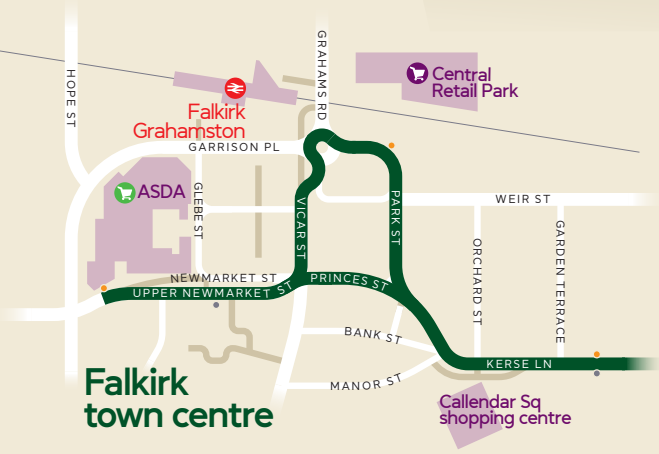 GRAHAMS RD
HOPE ST
Central
Retail Park
Falkirk
Grahamston
GARRISON PL
ASDA
GLEBE ST
VICAR ST
PARK ST
WEIR ST
ORCHARD ST
GARDEN TERRACE
NEWMARKET ST
PRINCES ST
UPPER NEWMARKET ST
BANK ST
KERSE LN
MANOR ST
Falkirk
town centre
Callendar Sq
shopping centre